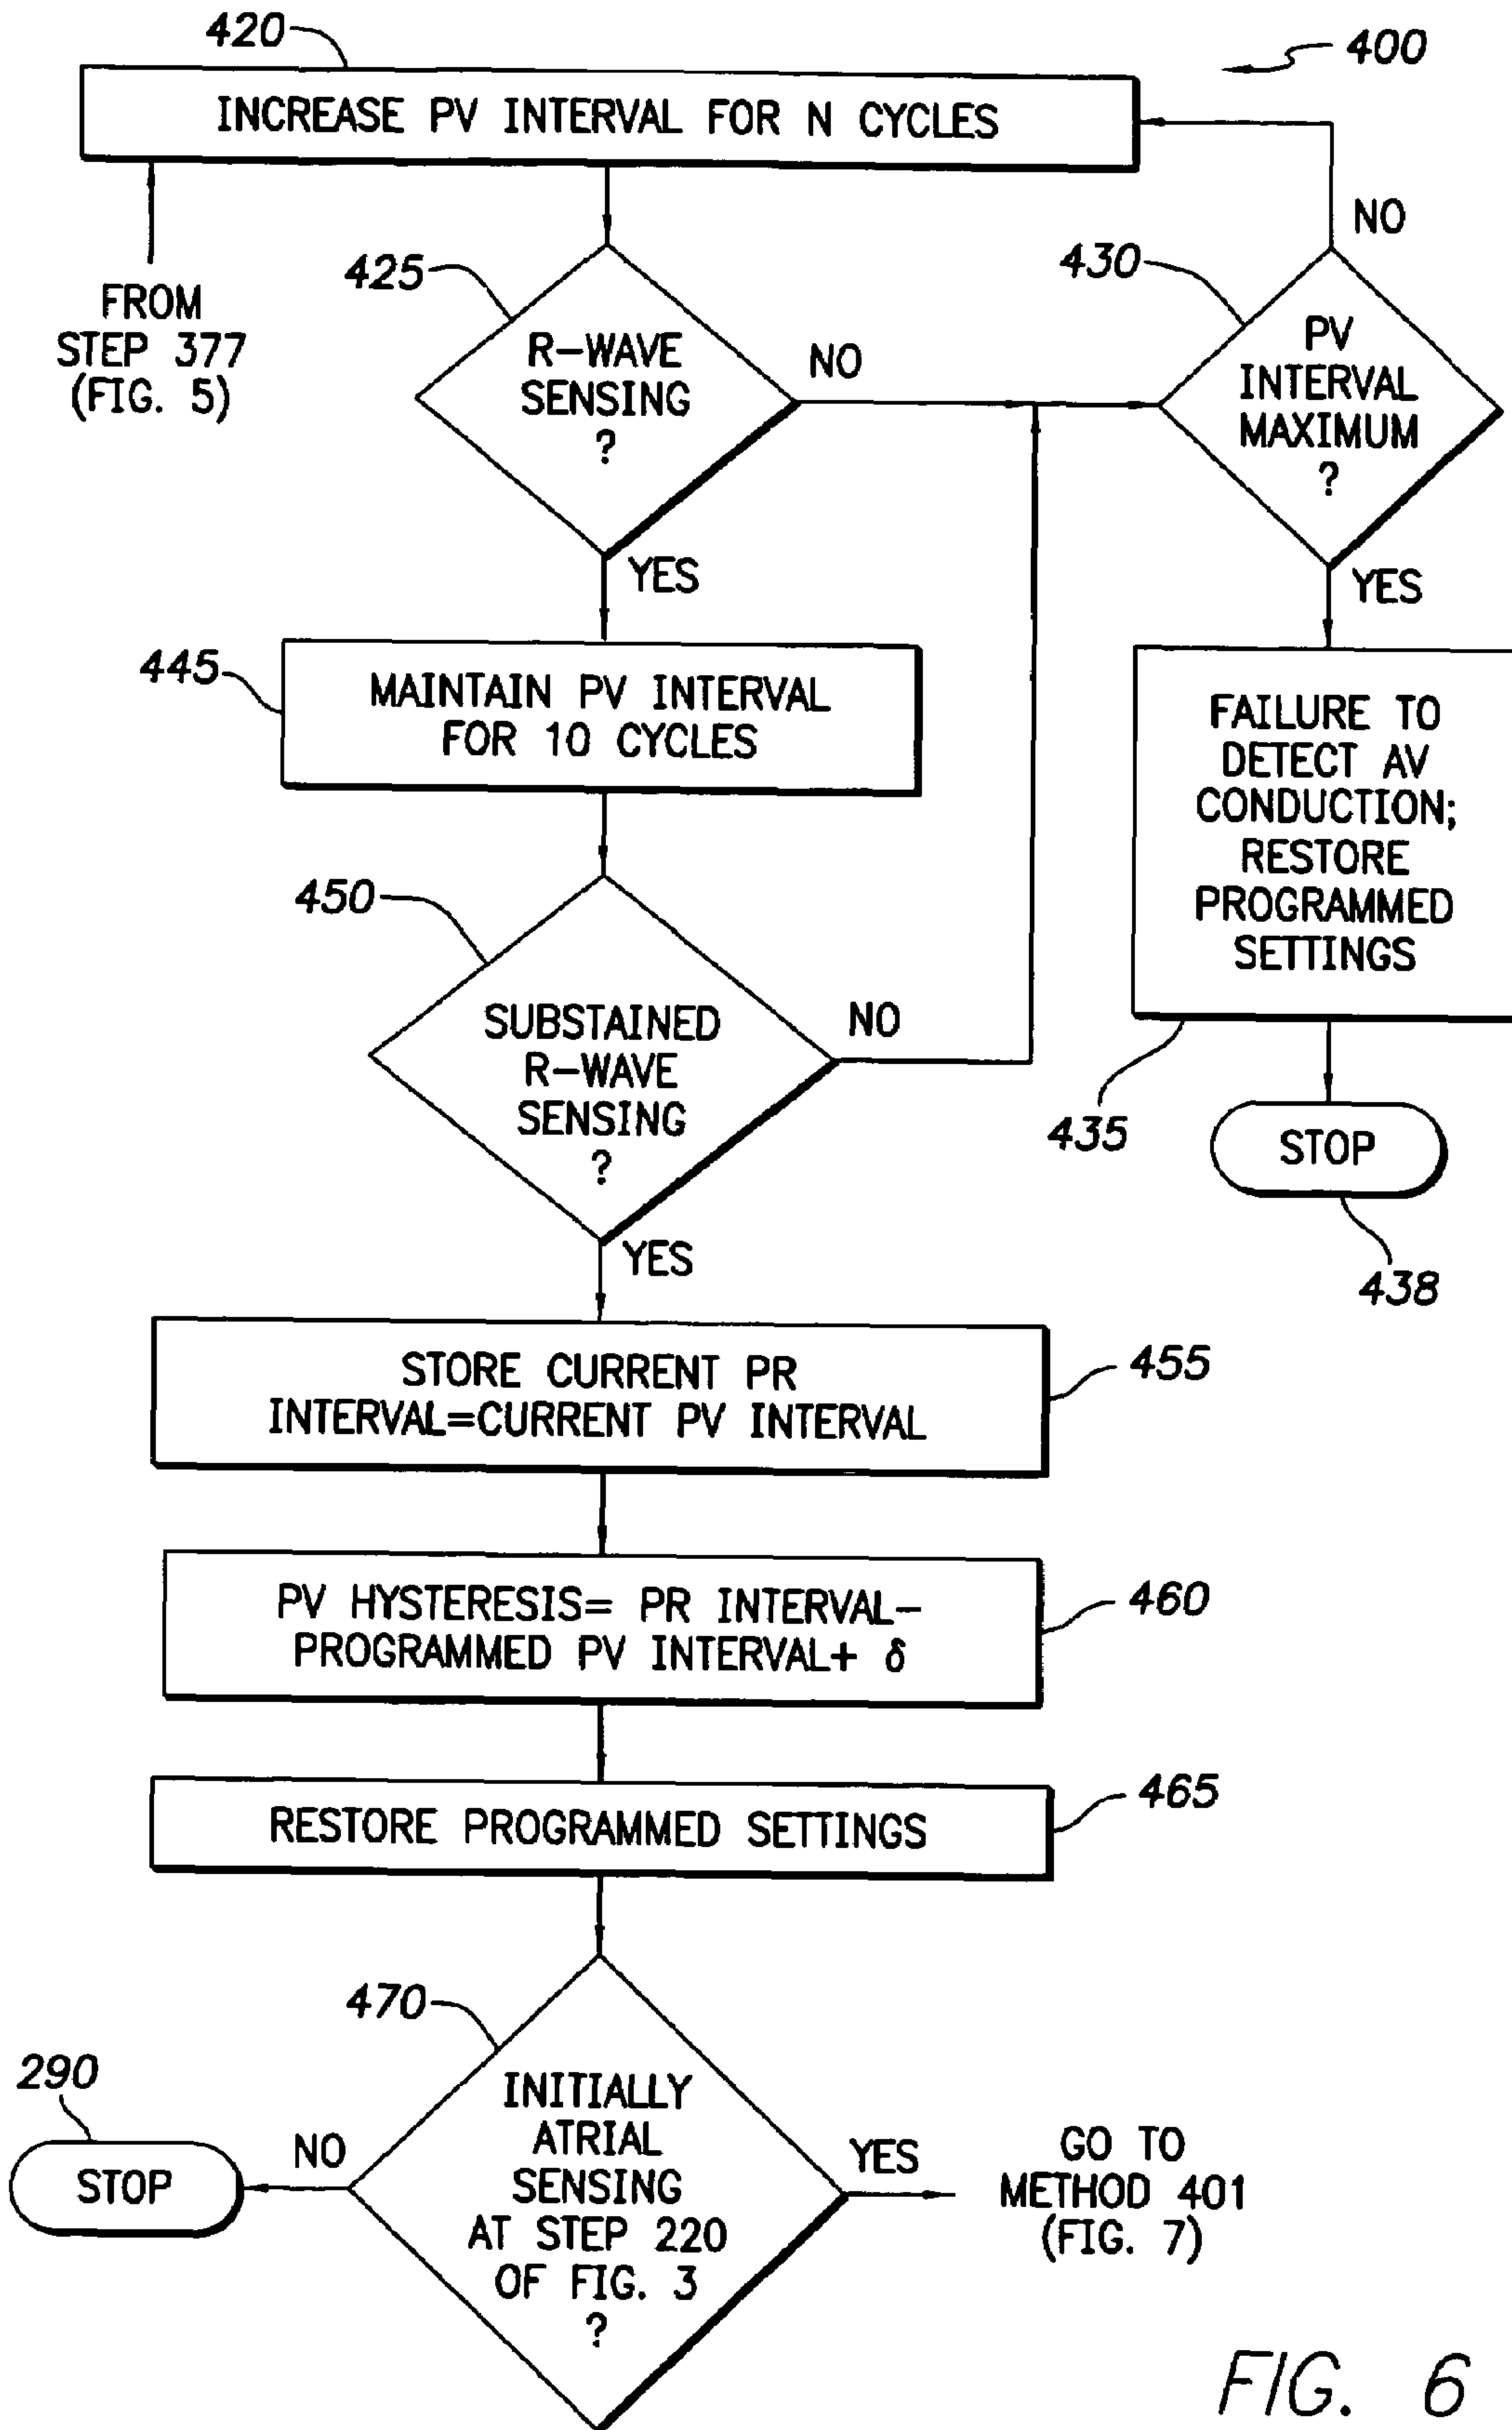 420
400
INCREASE PV INTERVAL FOR N CYCLES
FROM
STEP 377
(FIG. 5)
425
R-WAVE
SENSING
?
NO
YES
430
PV
INTERVAL
MAXIMUM
?
NO
YES
445
MAINTAIN PV INTERVAL
FOR 10 CYCLES
FAILURE TO
DETECT AV
CONDUCTION;
RESTORE
PROGRAMMED
SETTINGS
435
STOP
438
450
SUBSTAINED
R-WAVE
SENSING
?
NO
YES
STORE CURRENT PR
INTERVAL=CURRENT PV INTERVAL
455
PV HYSTERESIS= PR INTERVAL-
PROGRAMMED PV INTERVAL+ δ
460
RESTORE PROGRAMMED SETTINGS
465
470
INITIALLY
ATRIAL
SENSING
AT STEP 220
OF FIG. 3
?
290
STOP
NO
YES
GO TO
METHOD 401
(FIG. 7)
FIG. 6